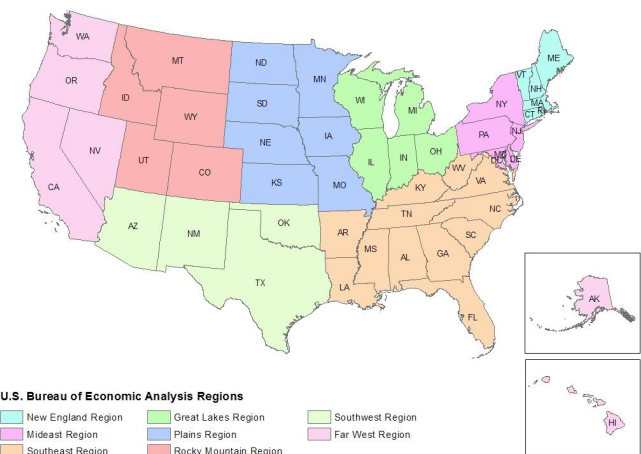 WA
MT
ND
MN
ME
VT
NH
OR
ID
SD
WI
MI
NY
MA
RI
CT
WY
IA
PA
NJ
NV
NE
IL
IN
OH
MD
DE
DC
UT
CO
KS
MO
WV
VA
CA
KY
AZ
NM
OK
AR
TN
NC
SC
MS
AL
GA
TX
LA
FL
AK
HI
U.S. Bureau of Economic Analysis Regions
New England Region
Great Lakes Region
Southwest Region
Mideast Region
Plains Region
Far West Region
Southeast Region
Rocky Mountain Region